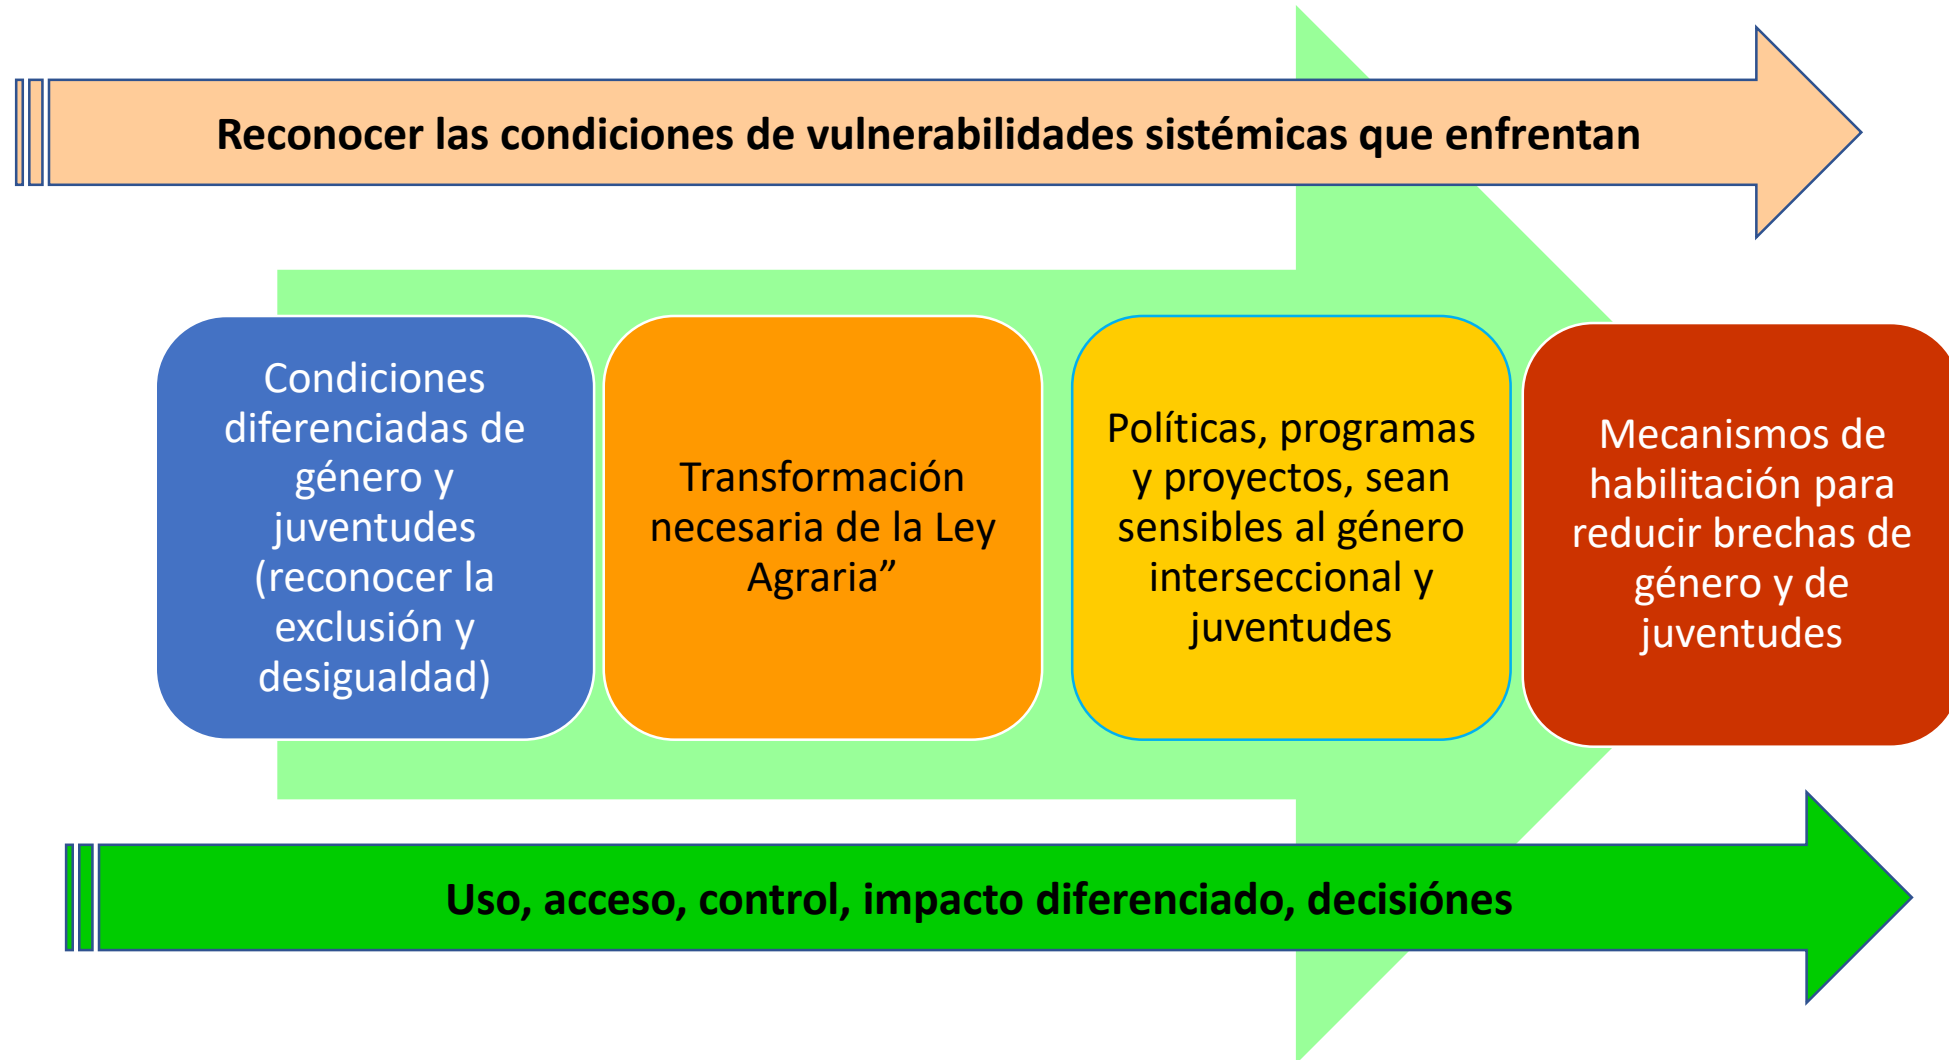 Reconocer las condiciones de vulnerabilidades sistémicas que enfrentan
Condiciones
diferenciadas de
género y
juventudes
(reconocer la
exclusión y
desigualdad)
Transformación
necesaria de la Ley
Agraria”
Políticas, programas
y proyectos, sean
sensibles al género
interseccional y
juventudes
Mecanismos de
habilitación para
reducir brechas de
género y de
juventudes
Uso, acceso, control, impacto diferenciado, decisiónes